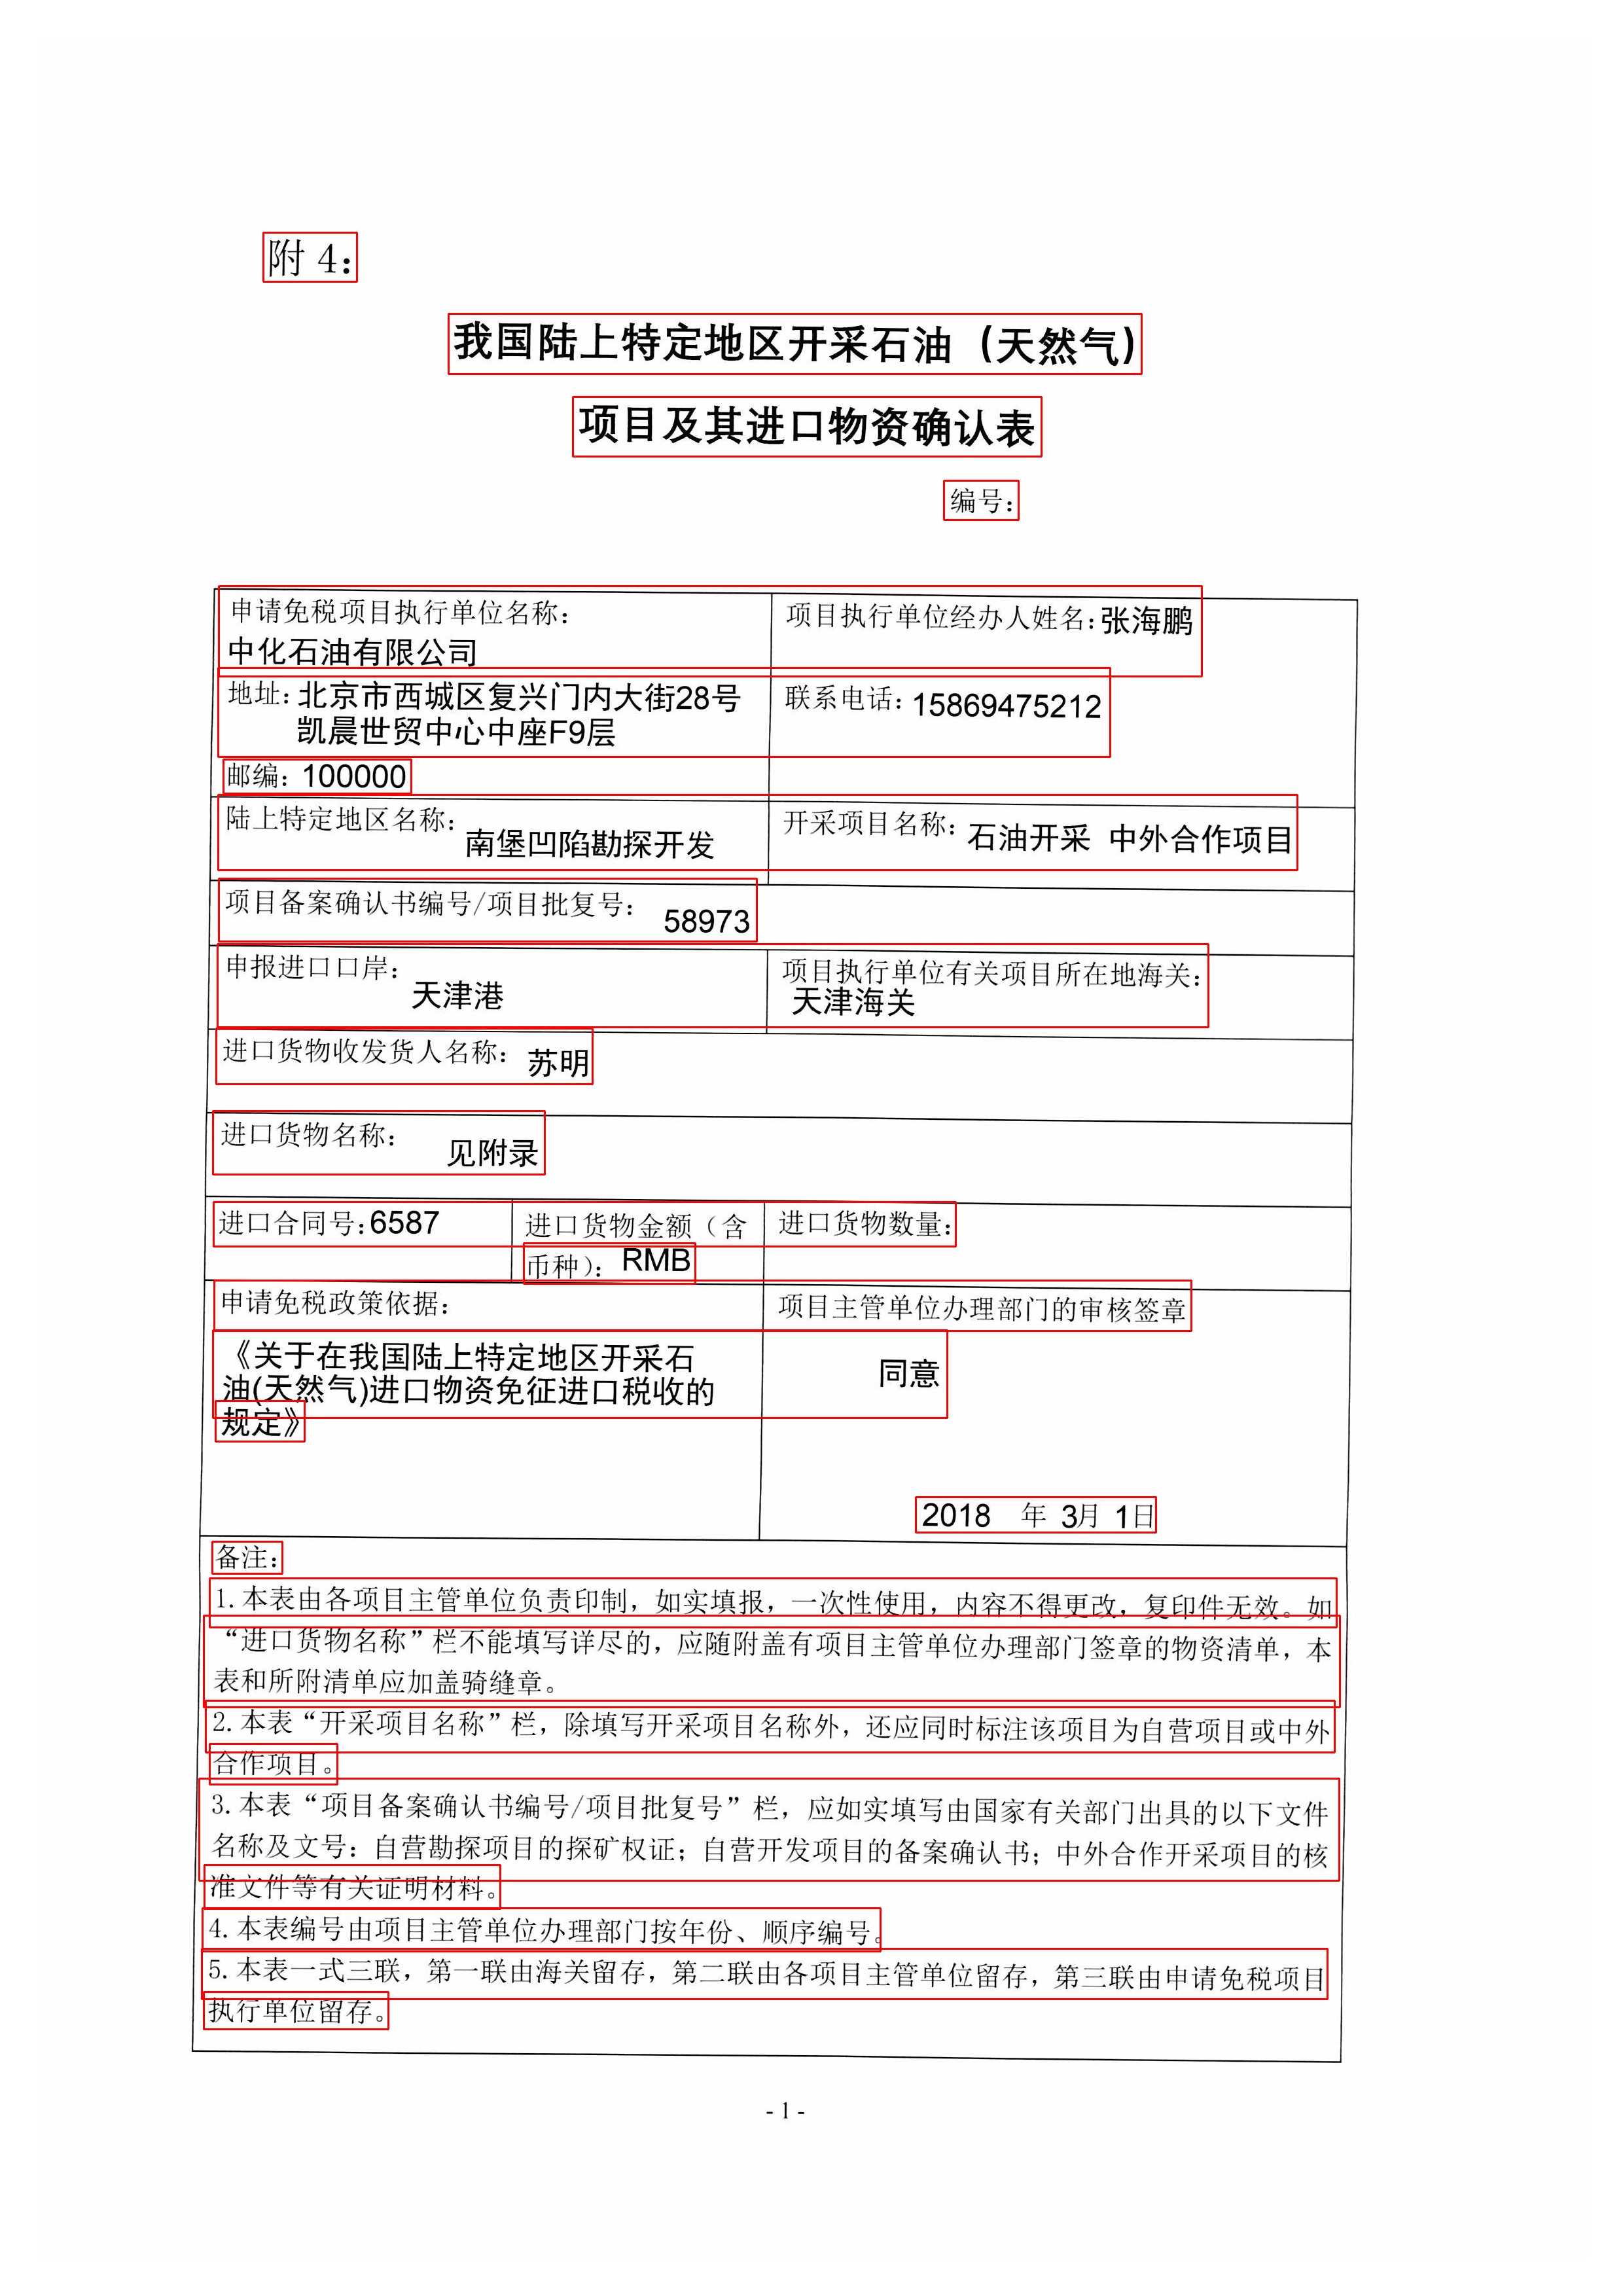 附 4：
我国陆上特定地区开采石油（天然气）
项目及其进口物资确认表
编号：
申请免税项目执行单位名称： 项目执行单位经办人姓名：张海鹏
中化石油有限公司
地址：北京市西城区复兴门内大街28号 联系电话：15869475212
凯晨世贸中心中座F9层
邮编：100000
陆上特定地区名称：南堡凹陷勘探开发 开采项目名称：石油开采 中外合作项目
项目备案确认书编号/项目批复号： 58973
申报进口口岸： 天津港 项目执行单位有关项目所在地海关：
天津海关
进口货物收发货人名称： 苏明
进口货物名称： 见附录
进口合同号：6587 进口货物金额（含 进口货物数量：
币种）： RMB
申请免税政策依据： 项目主管单位办理部门的审核签章
《关于在我国陆上特定地区开采石 同意
油(天然气)进口物资免征进口税收的
规定》
2018 年 3月 1日
备注：
1.本表由各项目主管单位负责印制，如实填报，一次性使用，内容不得更改，复印件无效。如
“进口货物名称”栏不能填写详尽的，应随附盖有项目主管单位办理部门签章的物资清单，本
表和所附清单应加盖骑缝章。
2.本表“开采项目名称”栏，除填写开采项目名称外，还应同时标注该项目为自营项目或中外
合作项目。
3.本表“项目备案确认书编号/项目批复号”栏，应如实填写由国家有关部门出具的以下文件
名称及文号：自营勘探项目的探矿权证；自营开发项目的备案确认书；中外合作开采项目的核
准文件等有关证明材料。
4.本表编号由项目主管单位办理部门按年份、顺序编号。
5.本表一式三联，第一联由海关留存，第二联由各项目主管单位留存，第三联由申请免税项目
执行单位留存。
- 1 -